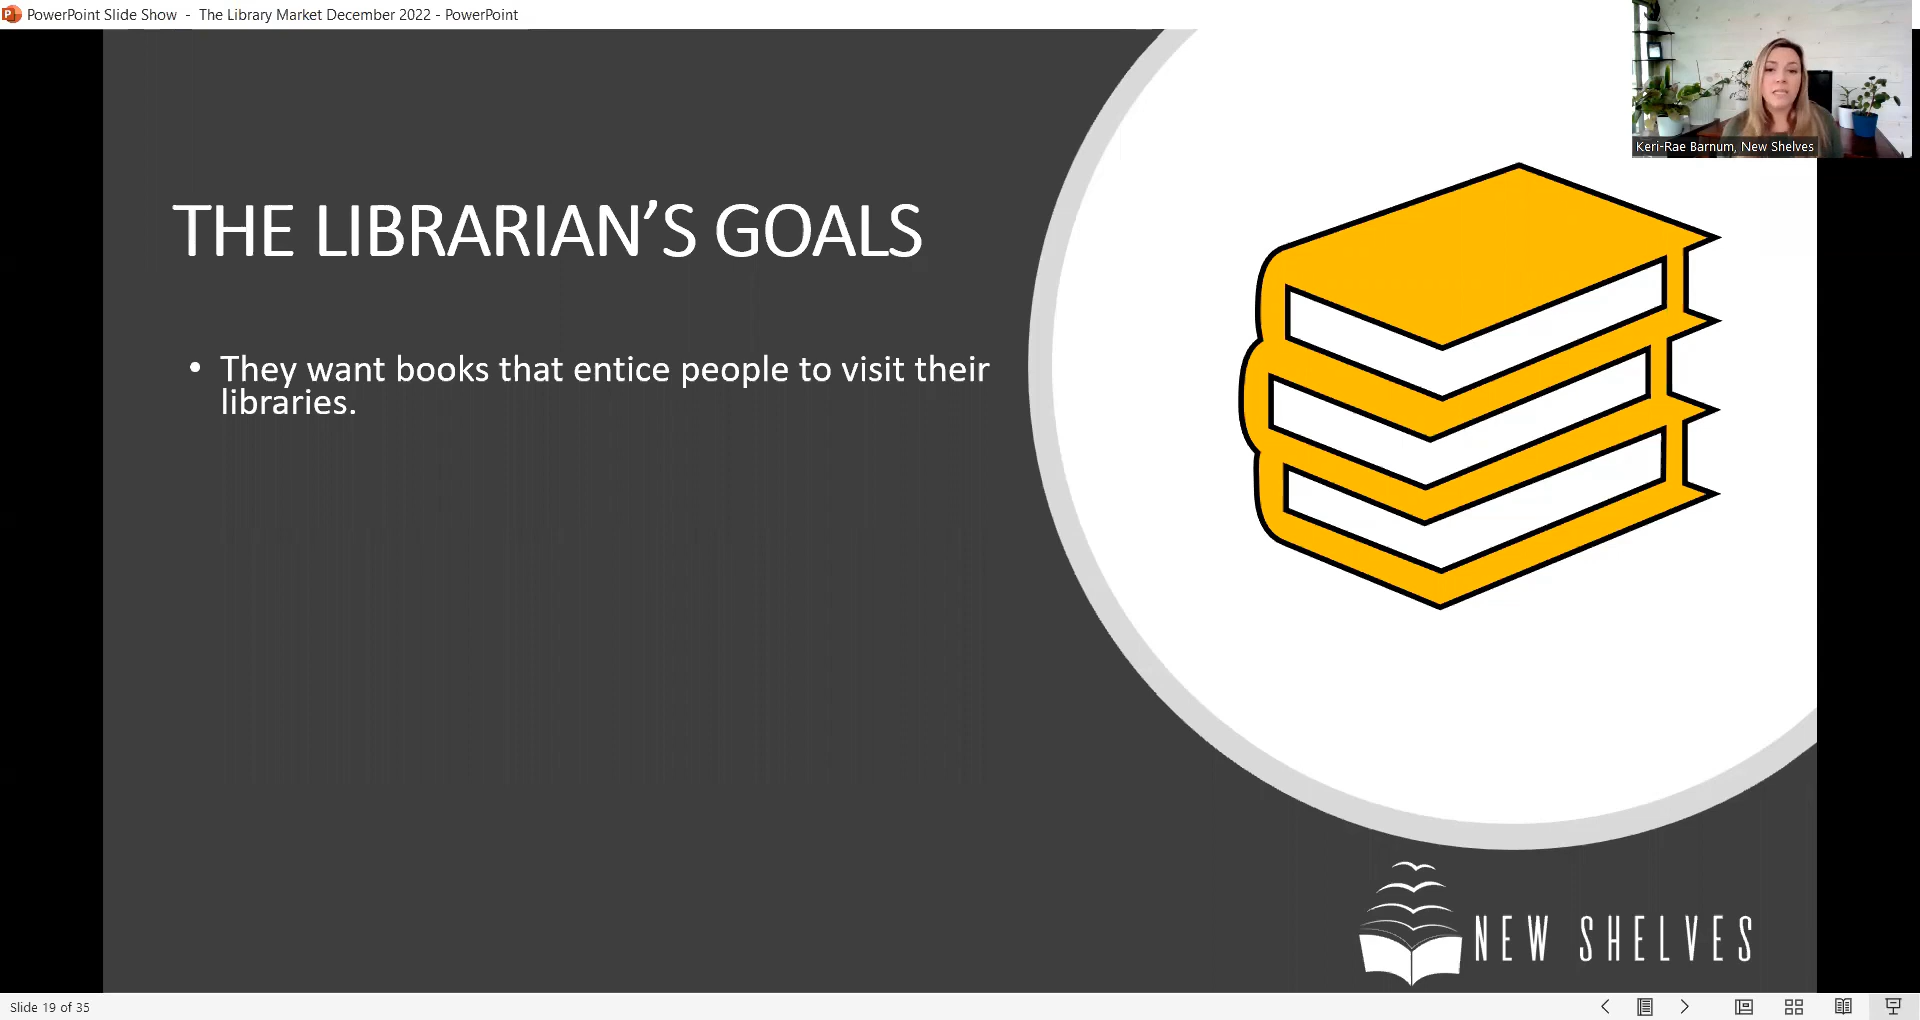 PowerPoint Slide Show - The Library Market December 2022 - PowerPoint
Keri-Rae Barnum, New Shelves
THE LIBRARIAN’S GOALS
• They want books that entice people to visit their
libraries.
NEW SHELVES
Slide 19 of 35